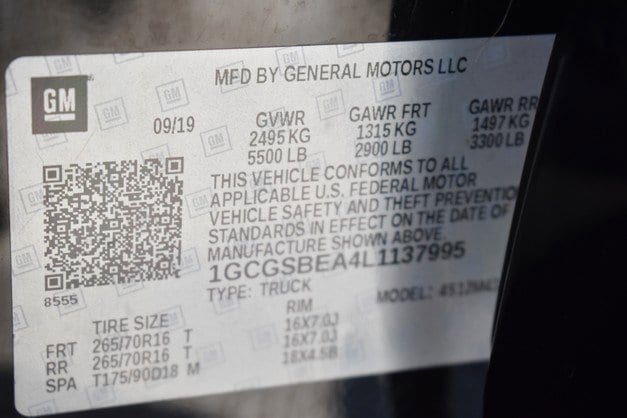 GM
MFD BY GENERAL MOTORS LLC
09/19
GVWR GAWR FRT GAWR RR
2495 KG 1315 KG 1497 KG
5500 LB 2900 LB 3300 LB
THIS VEHICLE CONFORMS TO ALL
APPLICABLE U.S. FEDERAL MOTOR
VEHICLE SAFETY AND THEFT PREVENTIO
STANDARDS IN EFFECT ON THE DATE OF
MANUFACTURE SHOWN ABOVE.
1GCGSBEA4L1137995
8555
TYPE: TRUCK MODEL:
TIRE SIZE RIM
FRT 265/70R16 T 16X7.0J
RR 265/70R16 T 16X7.0J
SPA T175/90D18 M 18X4.5B